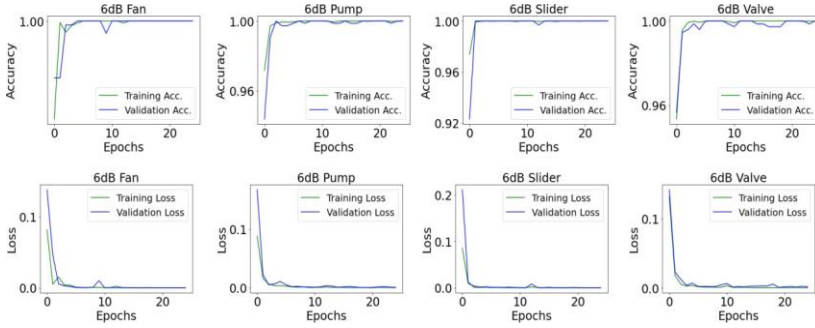 6dB Fan
1.00
Accuracy
Training Acc.
Validation Acc.
0 10 20
Epochs
6dB Pump
1.00
0.96
Accuracy
Training Acc.
Validation Acc.
0 10 20
Epochs
6dB Slider
1.00
0.96
0.92
Accuracy
Training Acc.
Validation Acc.
0 10 20
Epochs
6dB Valve
1.00
0.96
Accuracy
Training Acc.
Validation Acc.
0 10 20
Epochs
6dB Fan
0.1
0.0
Loss
Training Loss
Validation Loss
0 10 20
Epochs
6dB Pump
0.1
0.0
Loss
Training Loss
Validation Loss
0 10 20
Epochs
6dB Slider
0.2
0.1
0.0
Loss
Training Loss
Validation Loss
0 10 20
Epochs
6dB Valve
0.1
0.0
Loss
Training Loss
Validation Loss
0 10 20
Epochs